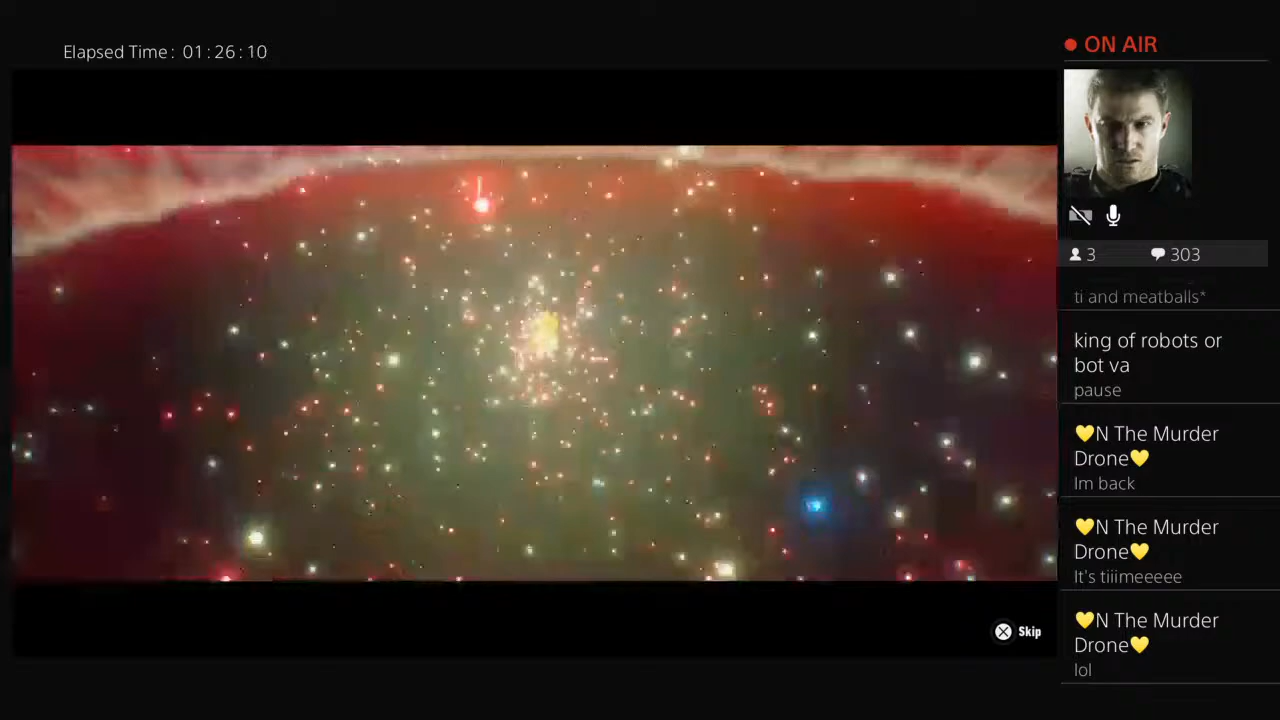 Elapsed Time: 01:26:10
ON AIR
3 303
ti and meatballs*
king of robots or
bot va
pause
💛N The Murder
Drone💛
Im back
💛N The Murder
Drone💛
It's tiiimeeeee
💛N The Murder
Drone💛
lol
Skip